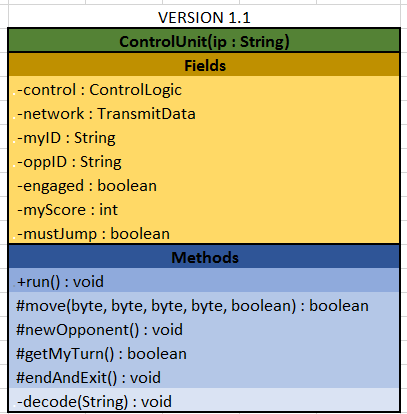 VERSION 1.1
ControlUnit(ip : String)
Fields
-control : ControlLogic
-network : TransmitData
-myID : String
-oppID : String
-engaged : boolean
-myScore : int
-mustJump : boolean
Methods
+run() : void
#move(byte, byte, byte, byte, boolean) : boolean
#newOpponent() : void
#getMyTurn() : boolean
#endAndExit() : void
-decode(String) : void